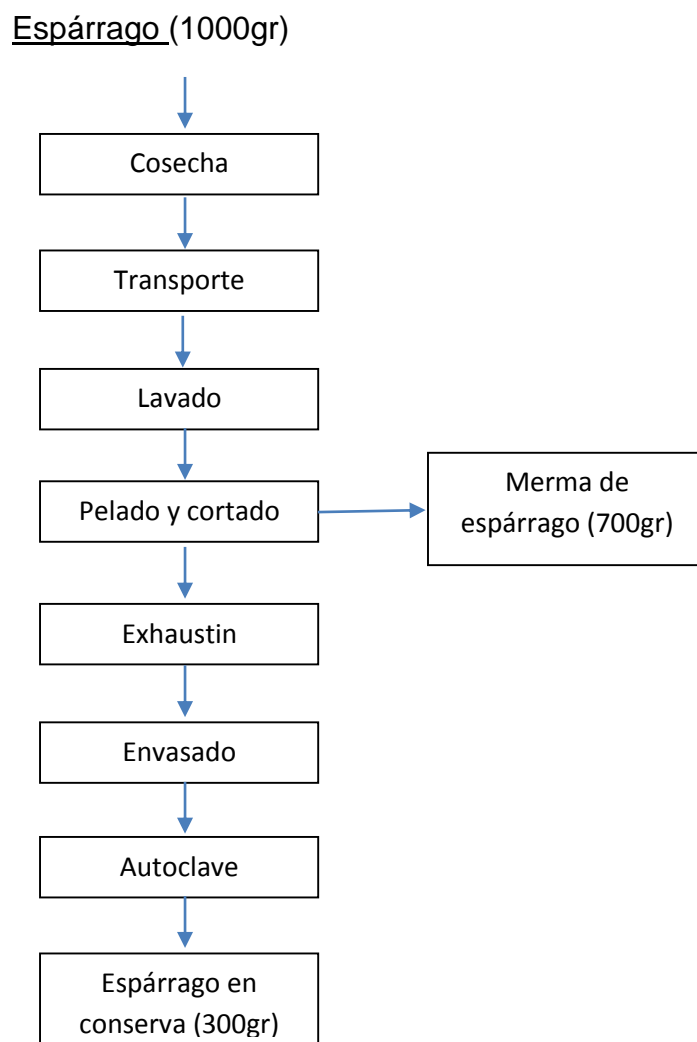 Espárrago (1000gr)
Cosecha
Transporte
Lavado
Pelado y cortado
Merma de
espárrago (700gr)
Exhaustin
Envasado
Autoclave
Espárrago en
conserva (300gr)